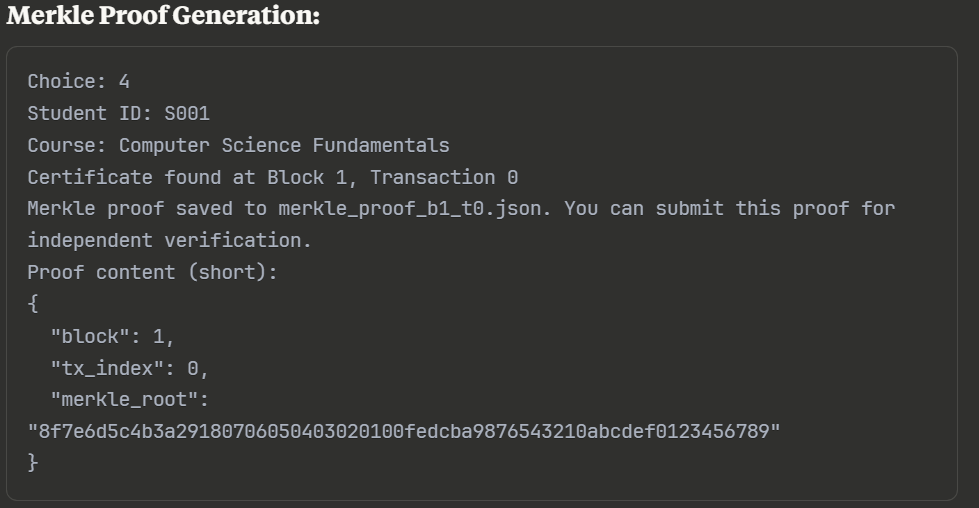 Merkle Proof Generation:
Choice: 4
Student ID: S001
Course: Computer Science Fundamentals
Certificate found at Block 1, Transaction 0
Merkle proof saved to merkle_proof_b1_t0.json. You can submit this proof for
independent verification.
Proof content (short):
{
  "block": 1,
  "tx_index": 0,
  "merkle_root":
"8f7e6d5c4b3a29180706050403020100fedcba9876543210abcdef0123456789"
}